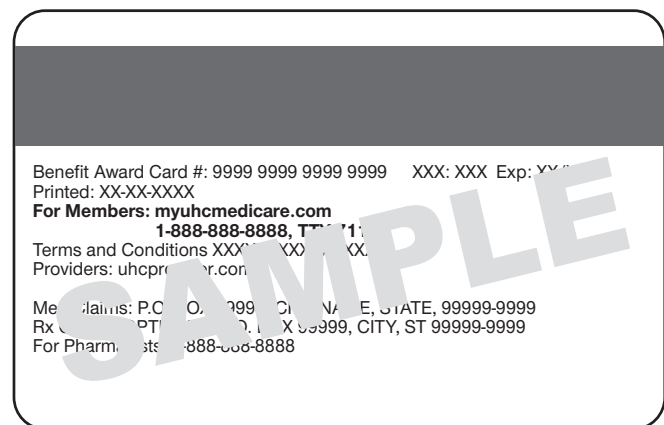 Benefit Award Card #: 9999 9999 9999 9999 XXX: XXX Exp:
Printed: XX-XX-XXXX
For Members: myuhcmedicare.com
1-888-888-8888,
Terms and Conditions
Providers:
Claims: STATE, 99999-9999
Rx 99999, CITY, ST 99999-9999
For
SAMPLE